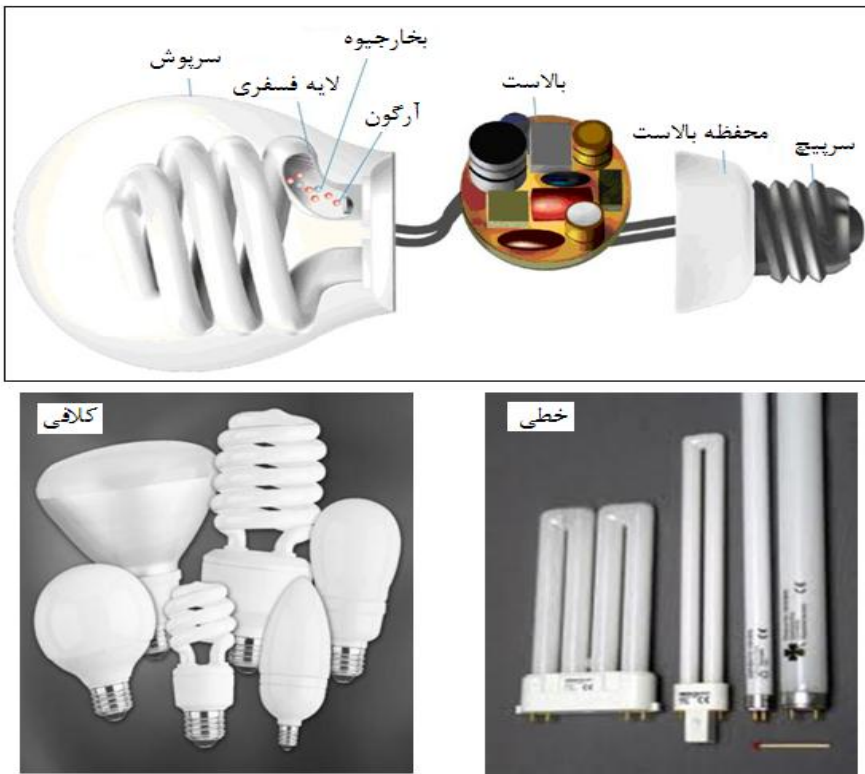 بخارجیوه
سرپوش
لایه فسفری
آرگون
بالاست
محفظه بالاست
سرپیچ
کلافی
خطی